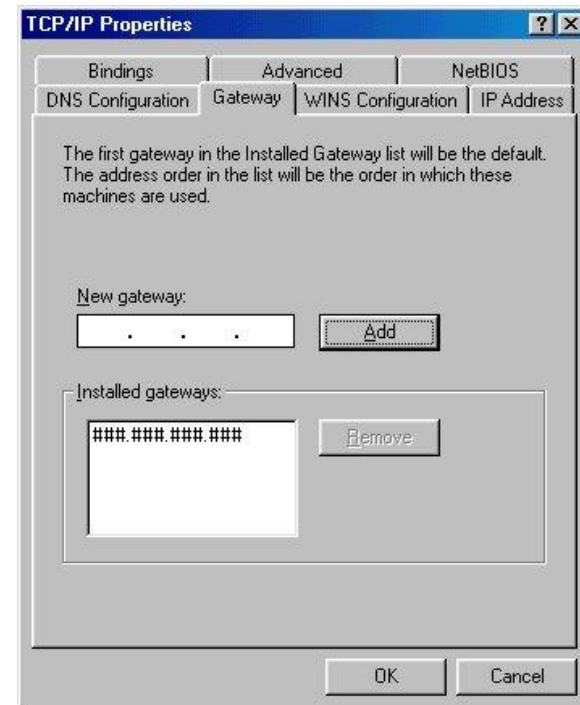 TCP/IP Properties
Bindings
Advanced
NetBIOS
DNS Configuration
Gateway
WINS Configuration
IP Address
The first gateway in the Installed Gateway list will be the default.
The address order in the list will be the order in which these
machines are used.
New gateway:
. . .
Add
Installed gateways:
###.###.###.###
Remove
OK
Cancel